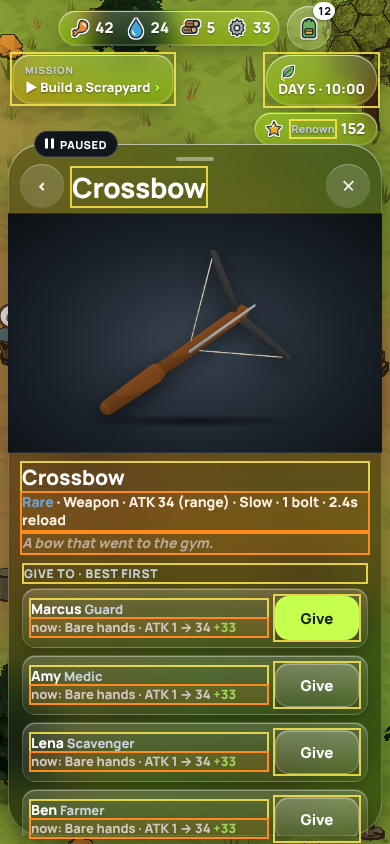 42 24 5 33 12
MISSION
▶ Build a Scrapyard ›
DAY 5 · 10:00
Renown 152
PAUSED
‹ Crossbow ✕
Crossbow
Rare · Weapon · ATK 34 (range) · Slow · 1 bolt · 2.4s
reload
A bow that went to the gym.
GIVE TO · BEST FIRST
Marcus Guard
now: Bare hands · ATK 1 → 34 +33
Give
Amy Medic
now: Bare hands · ATK 1 → 34 +33
Give
Lena Scavenger
now: Bare hands · ATK 1 → 34 +33
Give
Ben Farmer
now: Bare hands · ATK 1 → 34 +33
Give